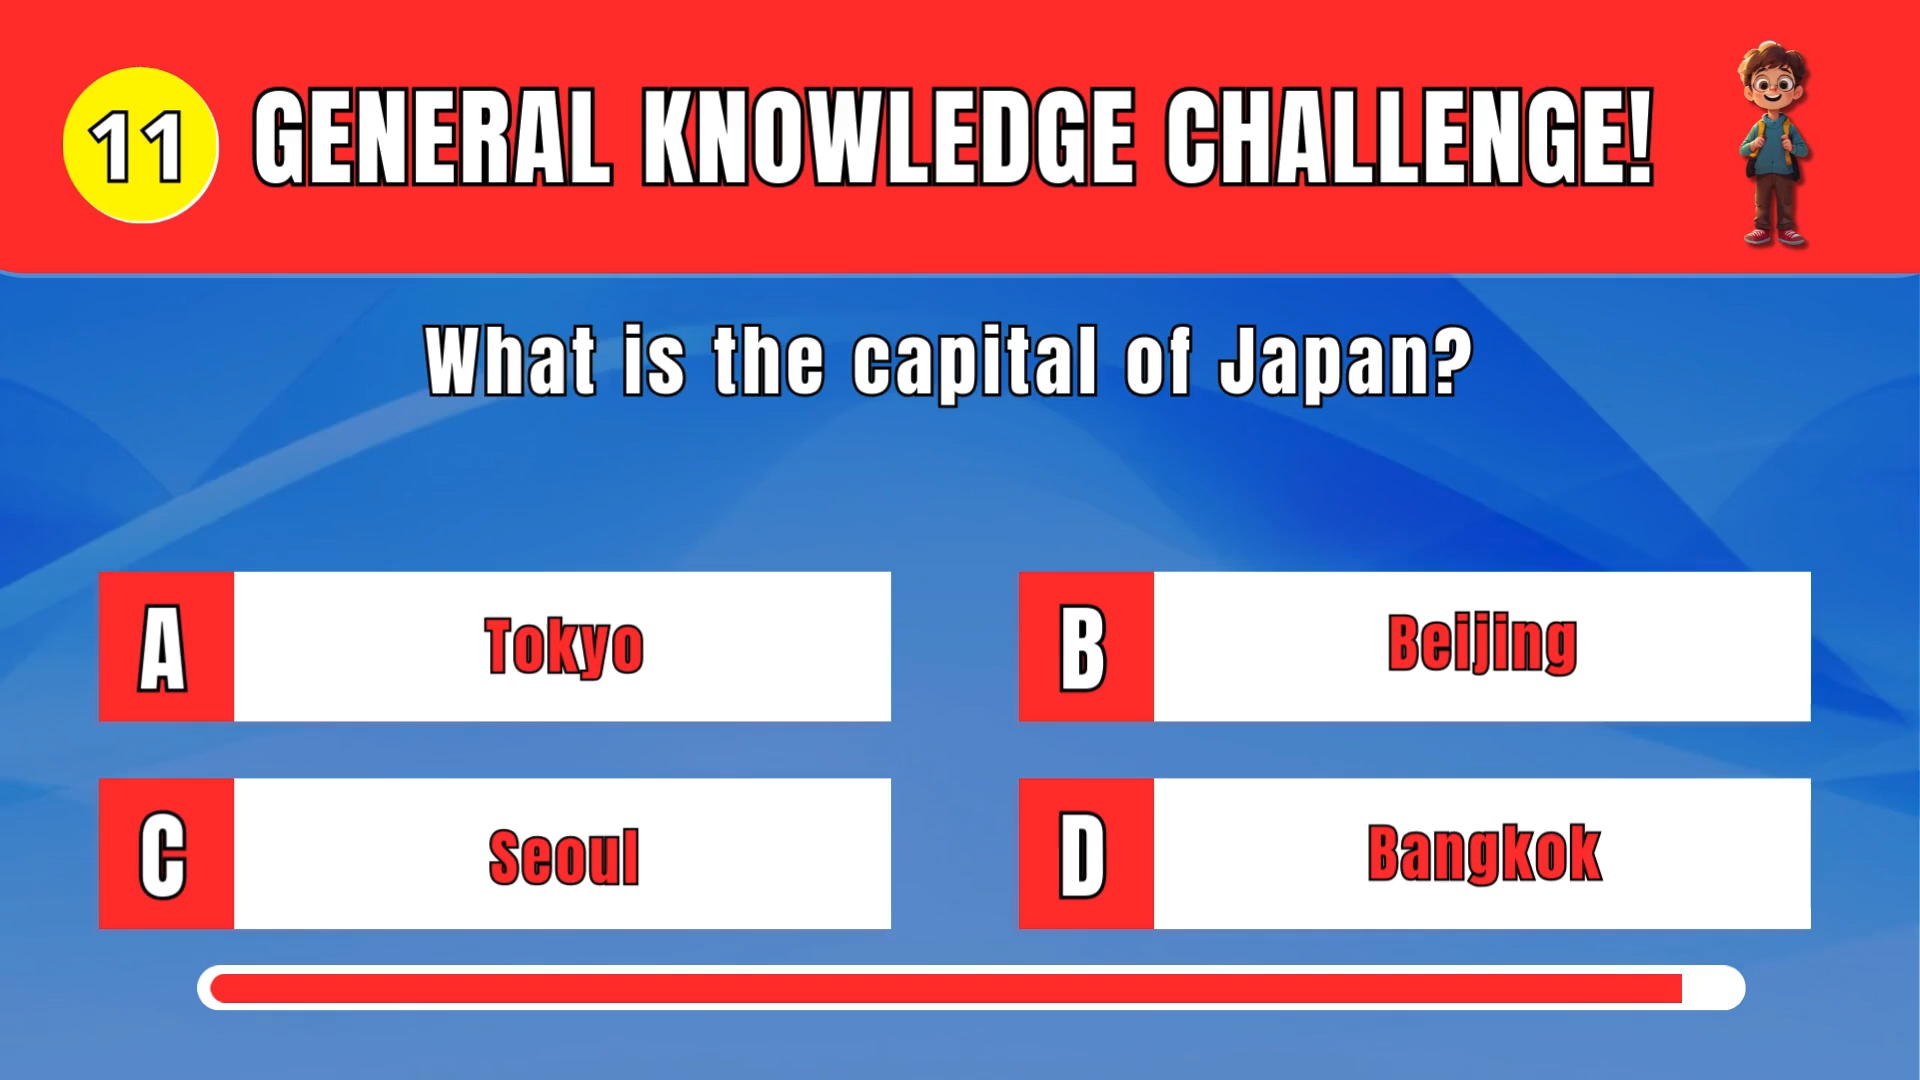 11
GENERAL KNOWLEDGE CHALLENGE!
What is the capital of Japan?
A
Tokyo
B
Beijing
C
Seoul
D
Bangkok